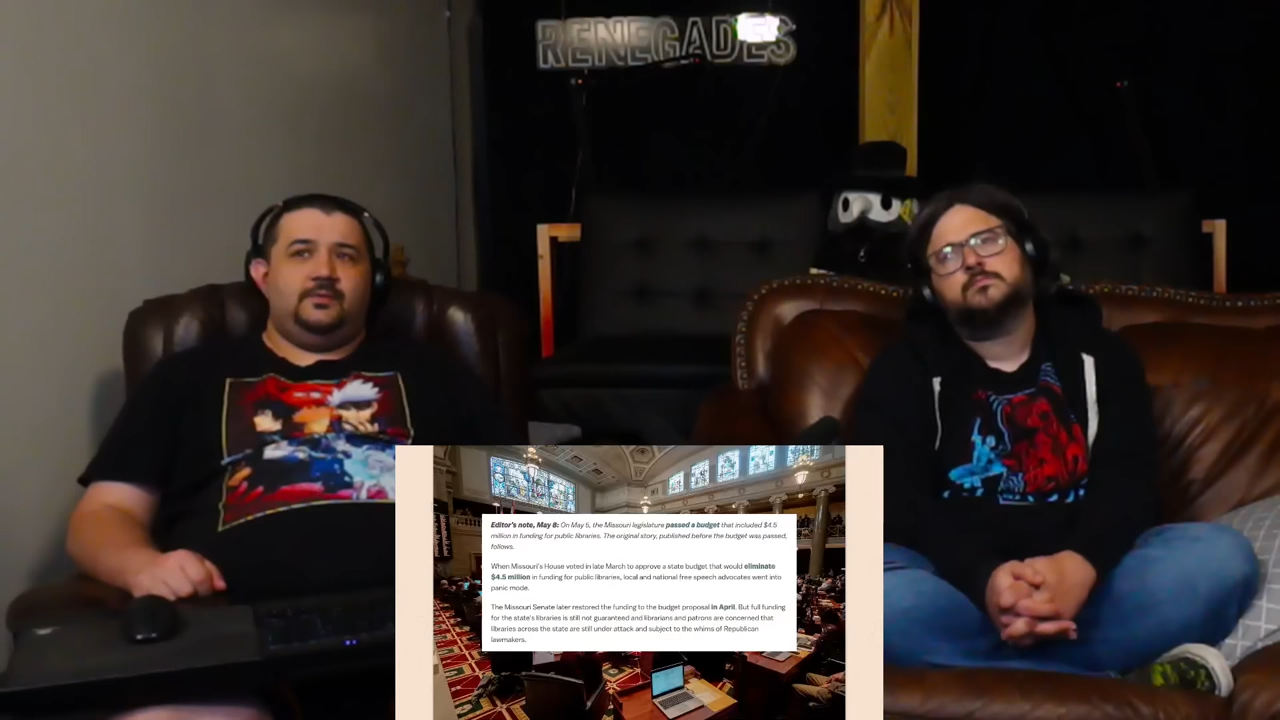 RENEGADES
Editor's note, May 8: On May 5, the Missouri legislature passed a budget that included $4.5
million in funding for public libraries. The original story, published before the budget was passed,
follows.
When Missouri's House voted in late March to approve a state budget that would eliminate
$4.5 million in funding for public libraries, local and national free speech advocates went into
panic mode.
The Missouri Senate later restored the funding to the budget proposal in April. But full funding
for the state's libraries is still not guaranteed and librarians and patrons are concerned that
libraries across the state are still under attack and subject to the whims of Republican
lawmakers.